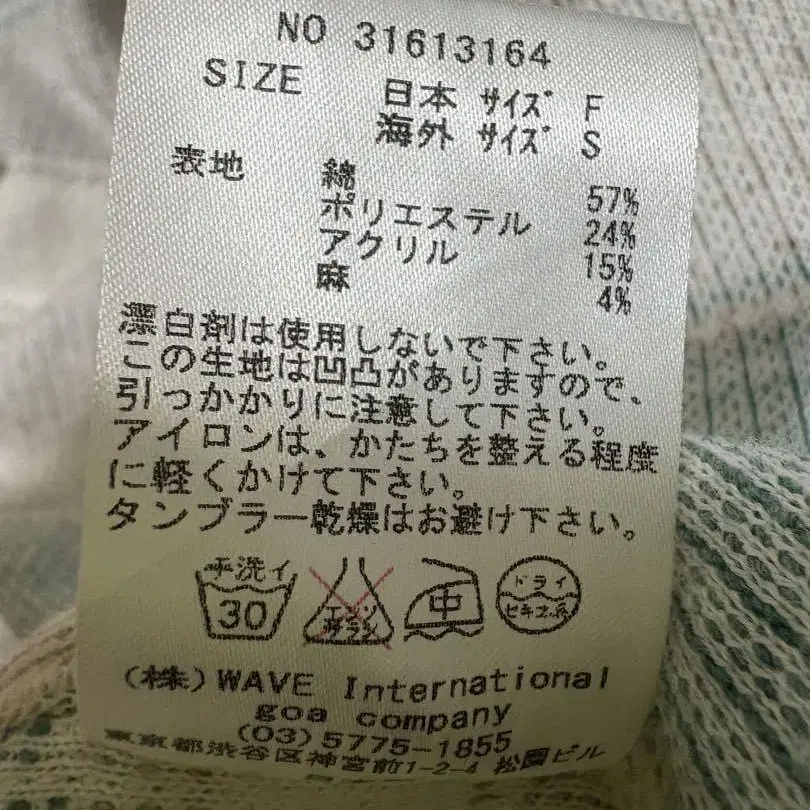 NO 31613164
SIZE 日本 サイズ F
海外 サイズ S
表地 綿 57%
ポリエステル 24%
アクリル 15%
麻 4%
漂白剤は使用しないで下さい。
この生地は凹凸がありますので、
引っかかりに注意して下さい。
アイロンは、かたちを整える程度
に軽くかけて下さい。
タンブラー乾燥はお避け下さい。
手洗イ 30 エンソサラシ 中 ドライ セキユ系
(株)WAVE International
goa company
(03)5775-1855
東京都渋谷区神宮前1-2-4 松園ビル